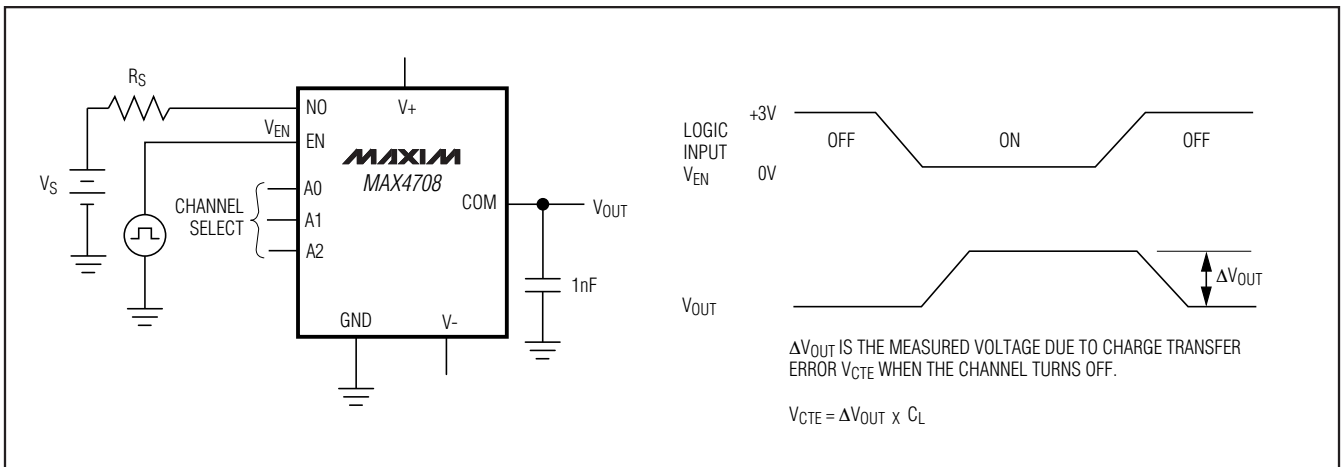 RS
NO
V+
VEN
EN
MAXIM
MAX4708
VS
A0
CHANNEL
SELECT
A1
A2
COM
VOUT
1nF
GND
V-
LOGIC
INPUT
VEN
+3V
0V
OFF
ON
OFF
VOUT
ΔVOUT
ΔVOUT IS THE MEASURED VOLTAGE DUE TO CHARGE TRANSFER
ERROR VCTE WHEN THE CHANNEL TURNS OFF.
VCTE = ΔVOUT X CL